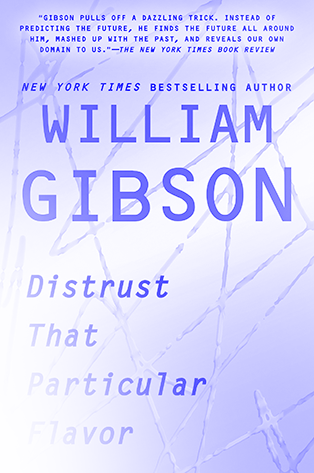 "GIBSON PULLS OFF A DAZZLING TRICK. INSTEAD OF
PREDICTING THE FUTURE, HE FINDS THE FUTURE ALL AROUND
HIM, MASHED UP WITH THE PAST, AND REVEALS OUR OWN
DOMAIN TO US."—THE NEW YORK TIMES BOOK REVIEW
NEW YORK TIMES BESTSELLING AUTHOR
WILLIAM
GIBSON
Distrust
That
Particular
Flavor